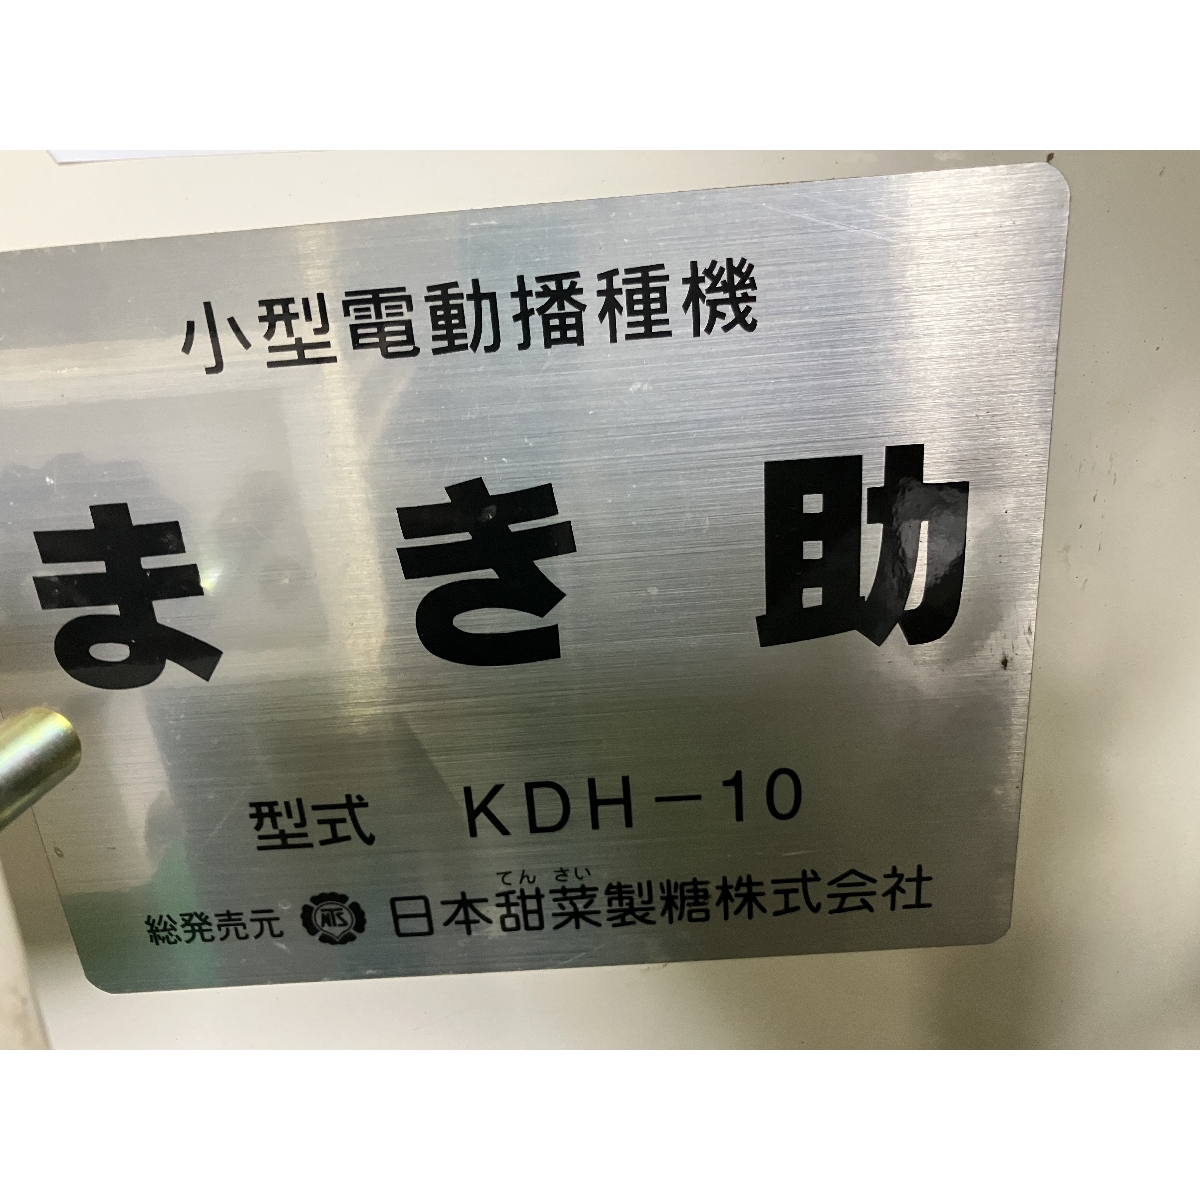 小型電動播種機
まき助
型式 KDH-10
てんさい
総発売元 NTS 日本甜菜製糖株式会社